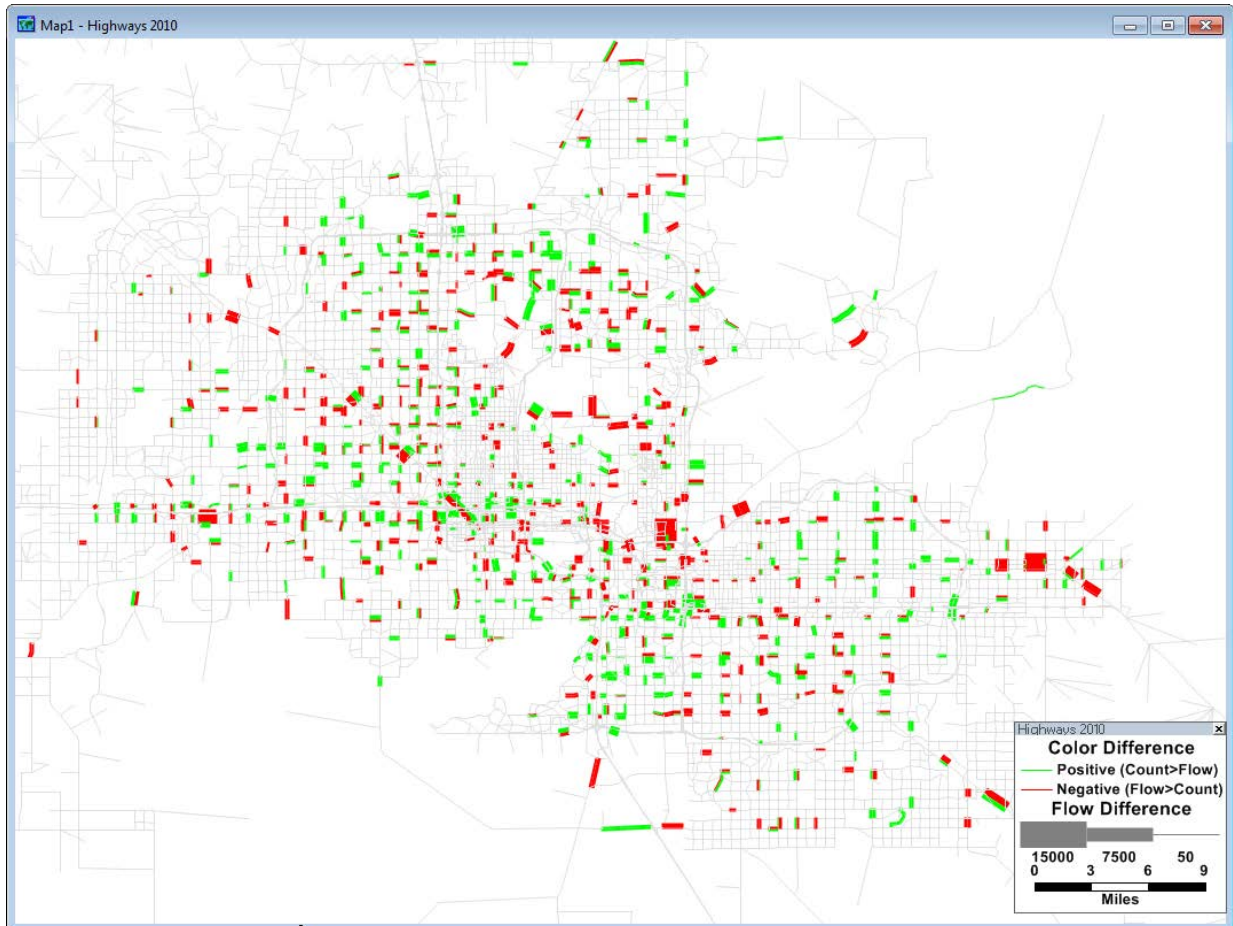 Map1 - Highways 2010
Highways 2010
Color Difference
Positive (Count>Flow)
Negative (Flow>Count)
Flow Difference
15000 7500 50
0 3 6 9
Miles